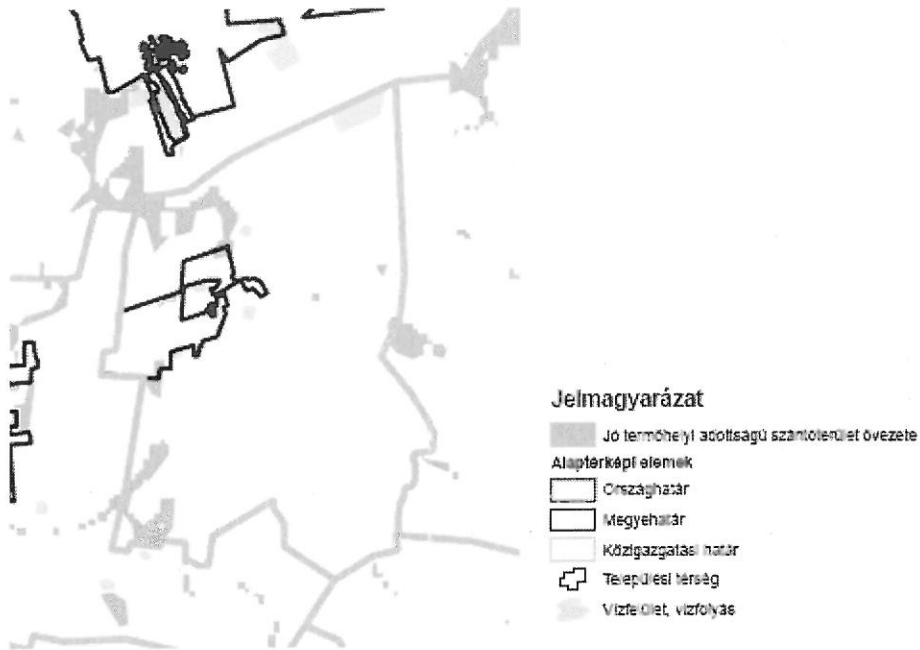 Jelmagyarázat
Jó termőhelyi adottságú szántóterület övezete
Alaptérképi elemek
Országhatár
Megyehatár
Közigazgatási határ
Települési térség
Vízfelület, vízfolyás